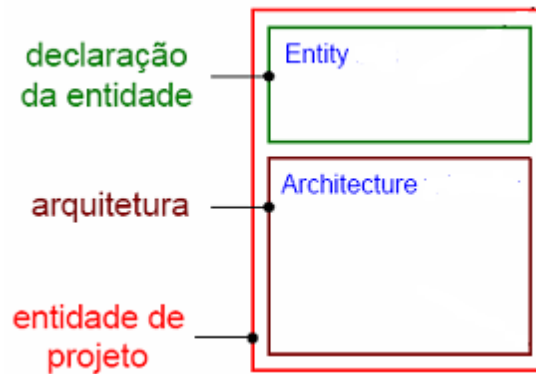 declaração
da entidade
Entity
arquitetura
Architecture
entidade de
projeto